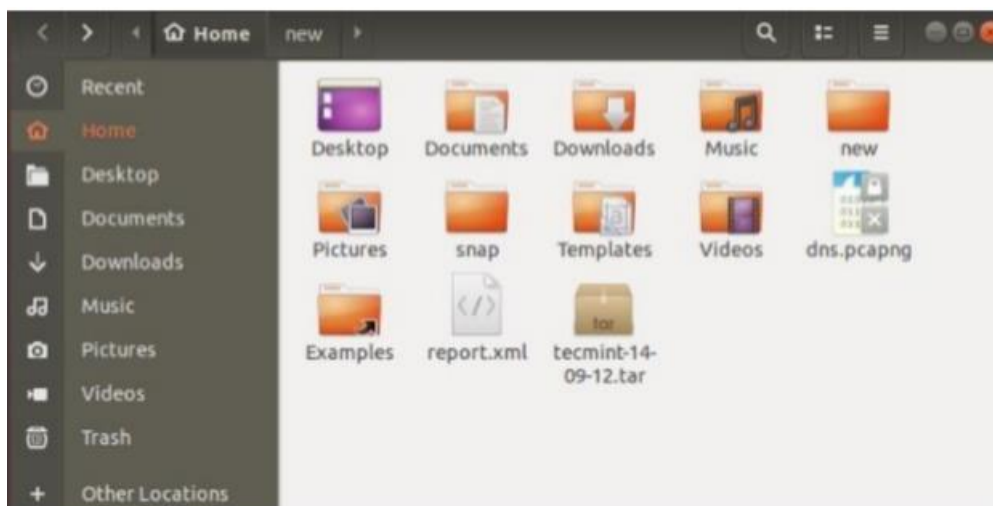 Home new
Recent
Home
Desktop
Documents
Downloads
Music
Pictures
Videos
Trash
Other Locations
Desktop Documents Downloads Music new
Pictures snap Templates Videos dns.pcapng
Examples report.xml tecmint-14-
09-12.tar
tar